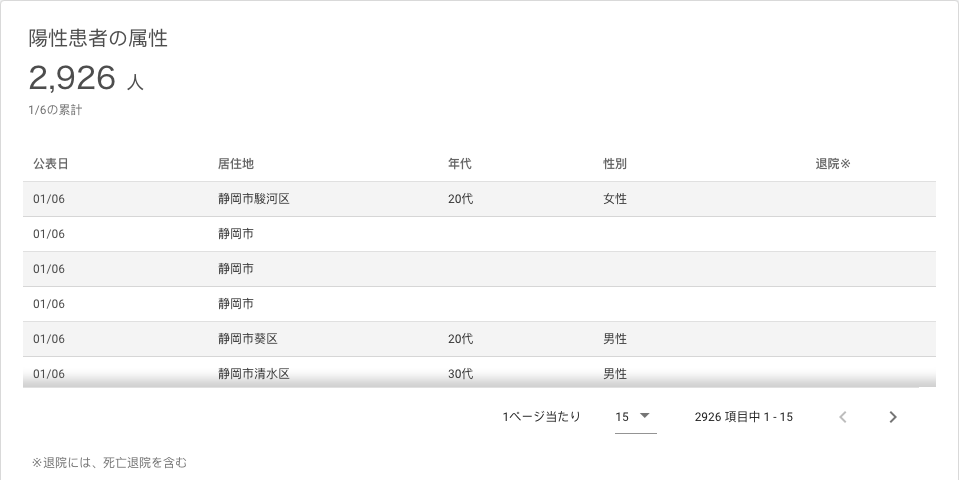 陽性患者の属性
2,926 人
1/6の累計
公表日 居住地 年代 性別 退院※
01/06 静岡市駿河区 20代 女性
01/06 静岡市
01/06 静岡市
01/06 静岡市
01/06 静岡市葵区 20代 男性
01/06 静岡市清水区 30代 男性
1ページ当たり 15 2926 項目中 1 - 15
※退院には、死亡退院を含む